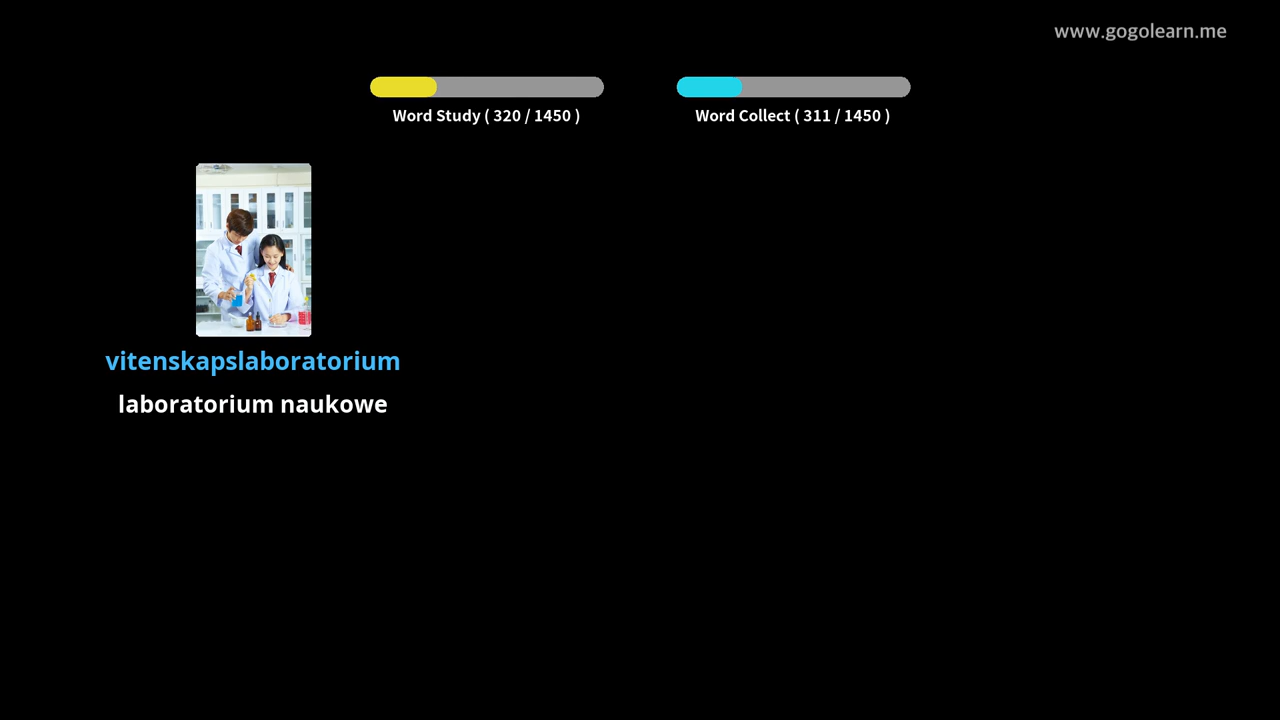 www.gogolearn.me
Word Study ( 320 / 1450 )
Word Collect ( 311 / 1450 )
vitenskapslaboratorium
laboratorium naukowe